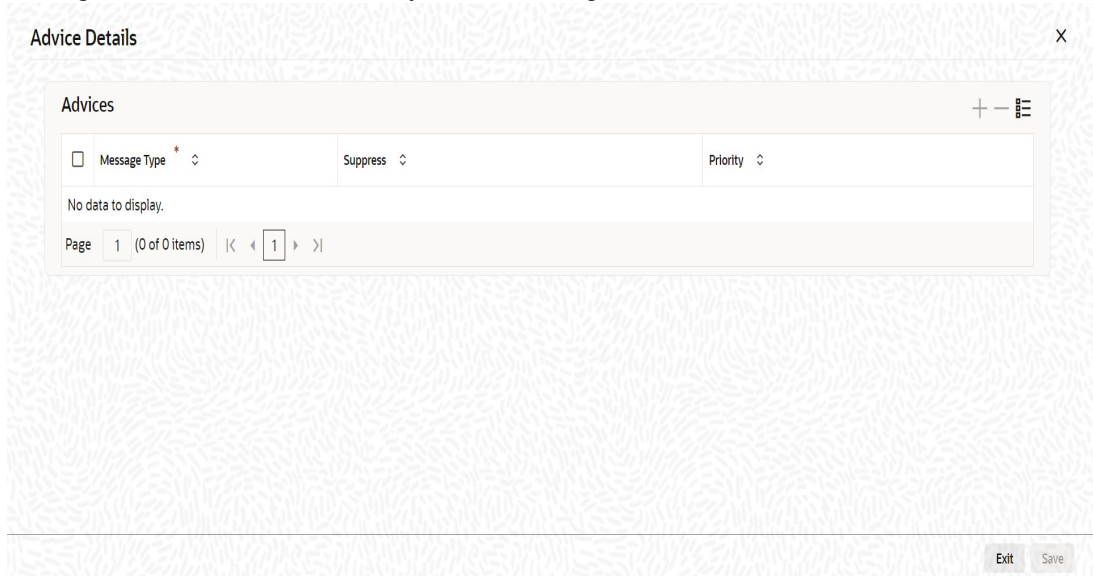 Advice Details X
Advices
Message Type * Suppress Priority
No data to display.
Page 1 (0 of 0 items) 1
Exit Save